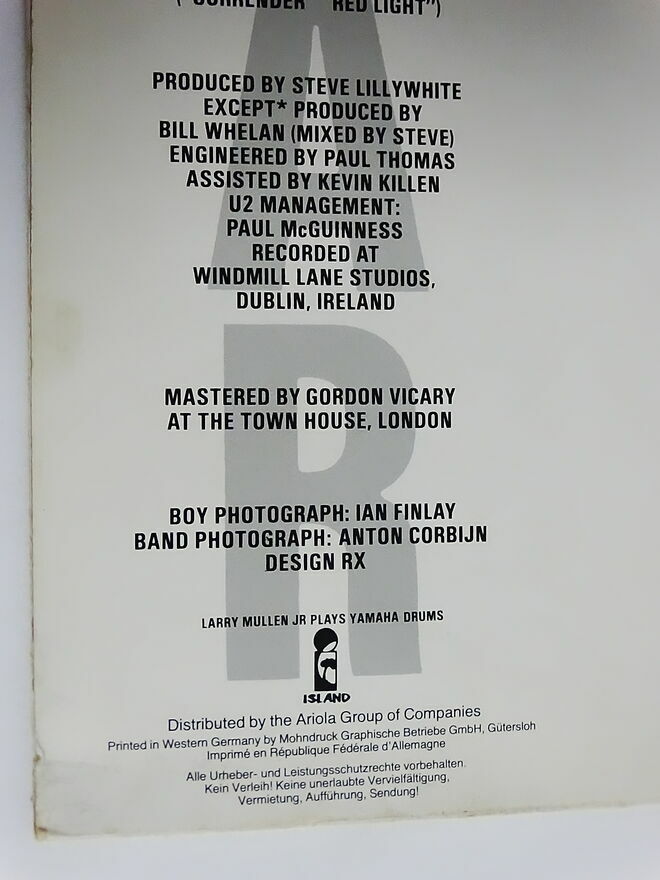 ("SURRENDER" "RED LIGHT")
PRODUCED BY STEVE LILLYWHITE
EXCEPT* PRODUCED BY
BILL WHELAN (MIXED BY STEVE)
ENGINEERED BY PAUL THOMAS
ASSISTED BY KEVIN KILLEN
U2 MANAGEMENT:
PAUL McGUINNESS
RECORDED AT
WINDMILL LANE STUDIOS,
DUBLIN, IRELAND
A
R
MASTERED BY GORDON VICARY
AT THE TOWN HOUSE, LONDON
BOY PHOTOGRAPH: IAN FINLAY
BAND PHOTOGRAPH: ANTON CORBIJN
DESIGN RX
LARRY MULLEN JR PLAYS YAMAHA DRUMS
ISLAND
Distributed by the Ariola Group of Companies
Printed in Western Germany by Mohndruck Graphische Betriebe GmbH, Gütersloh
Imprimé en République Fédérale d'Allemagne
Alle Urheber- und Leistungsschutzrechte vorbehalten.
Kein Verleih! Keine unerlaubte Vervielfältigung,
Vermietung, Aufführung, Sendung!